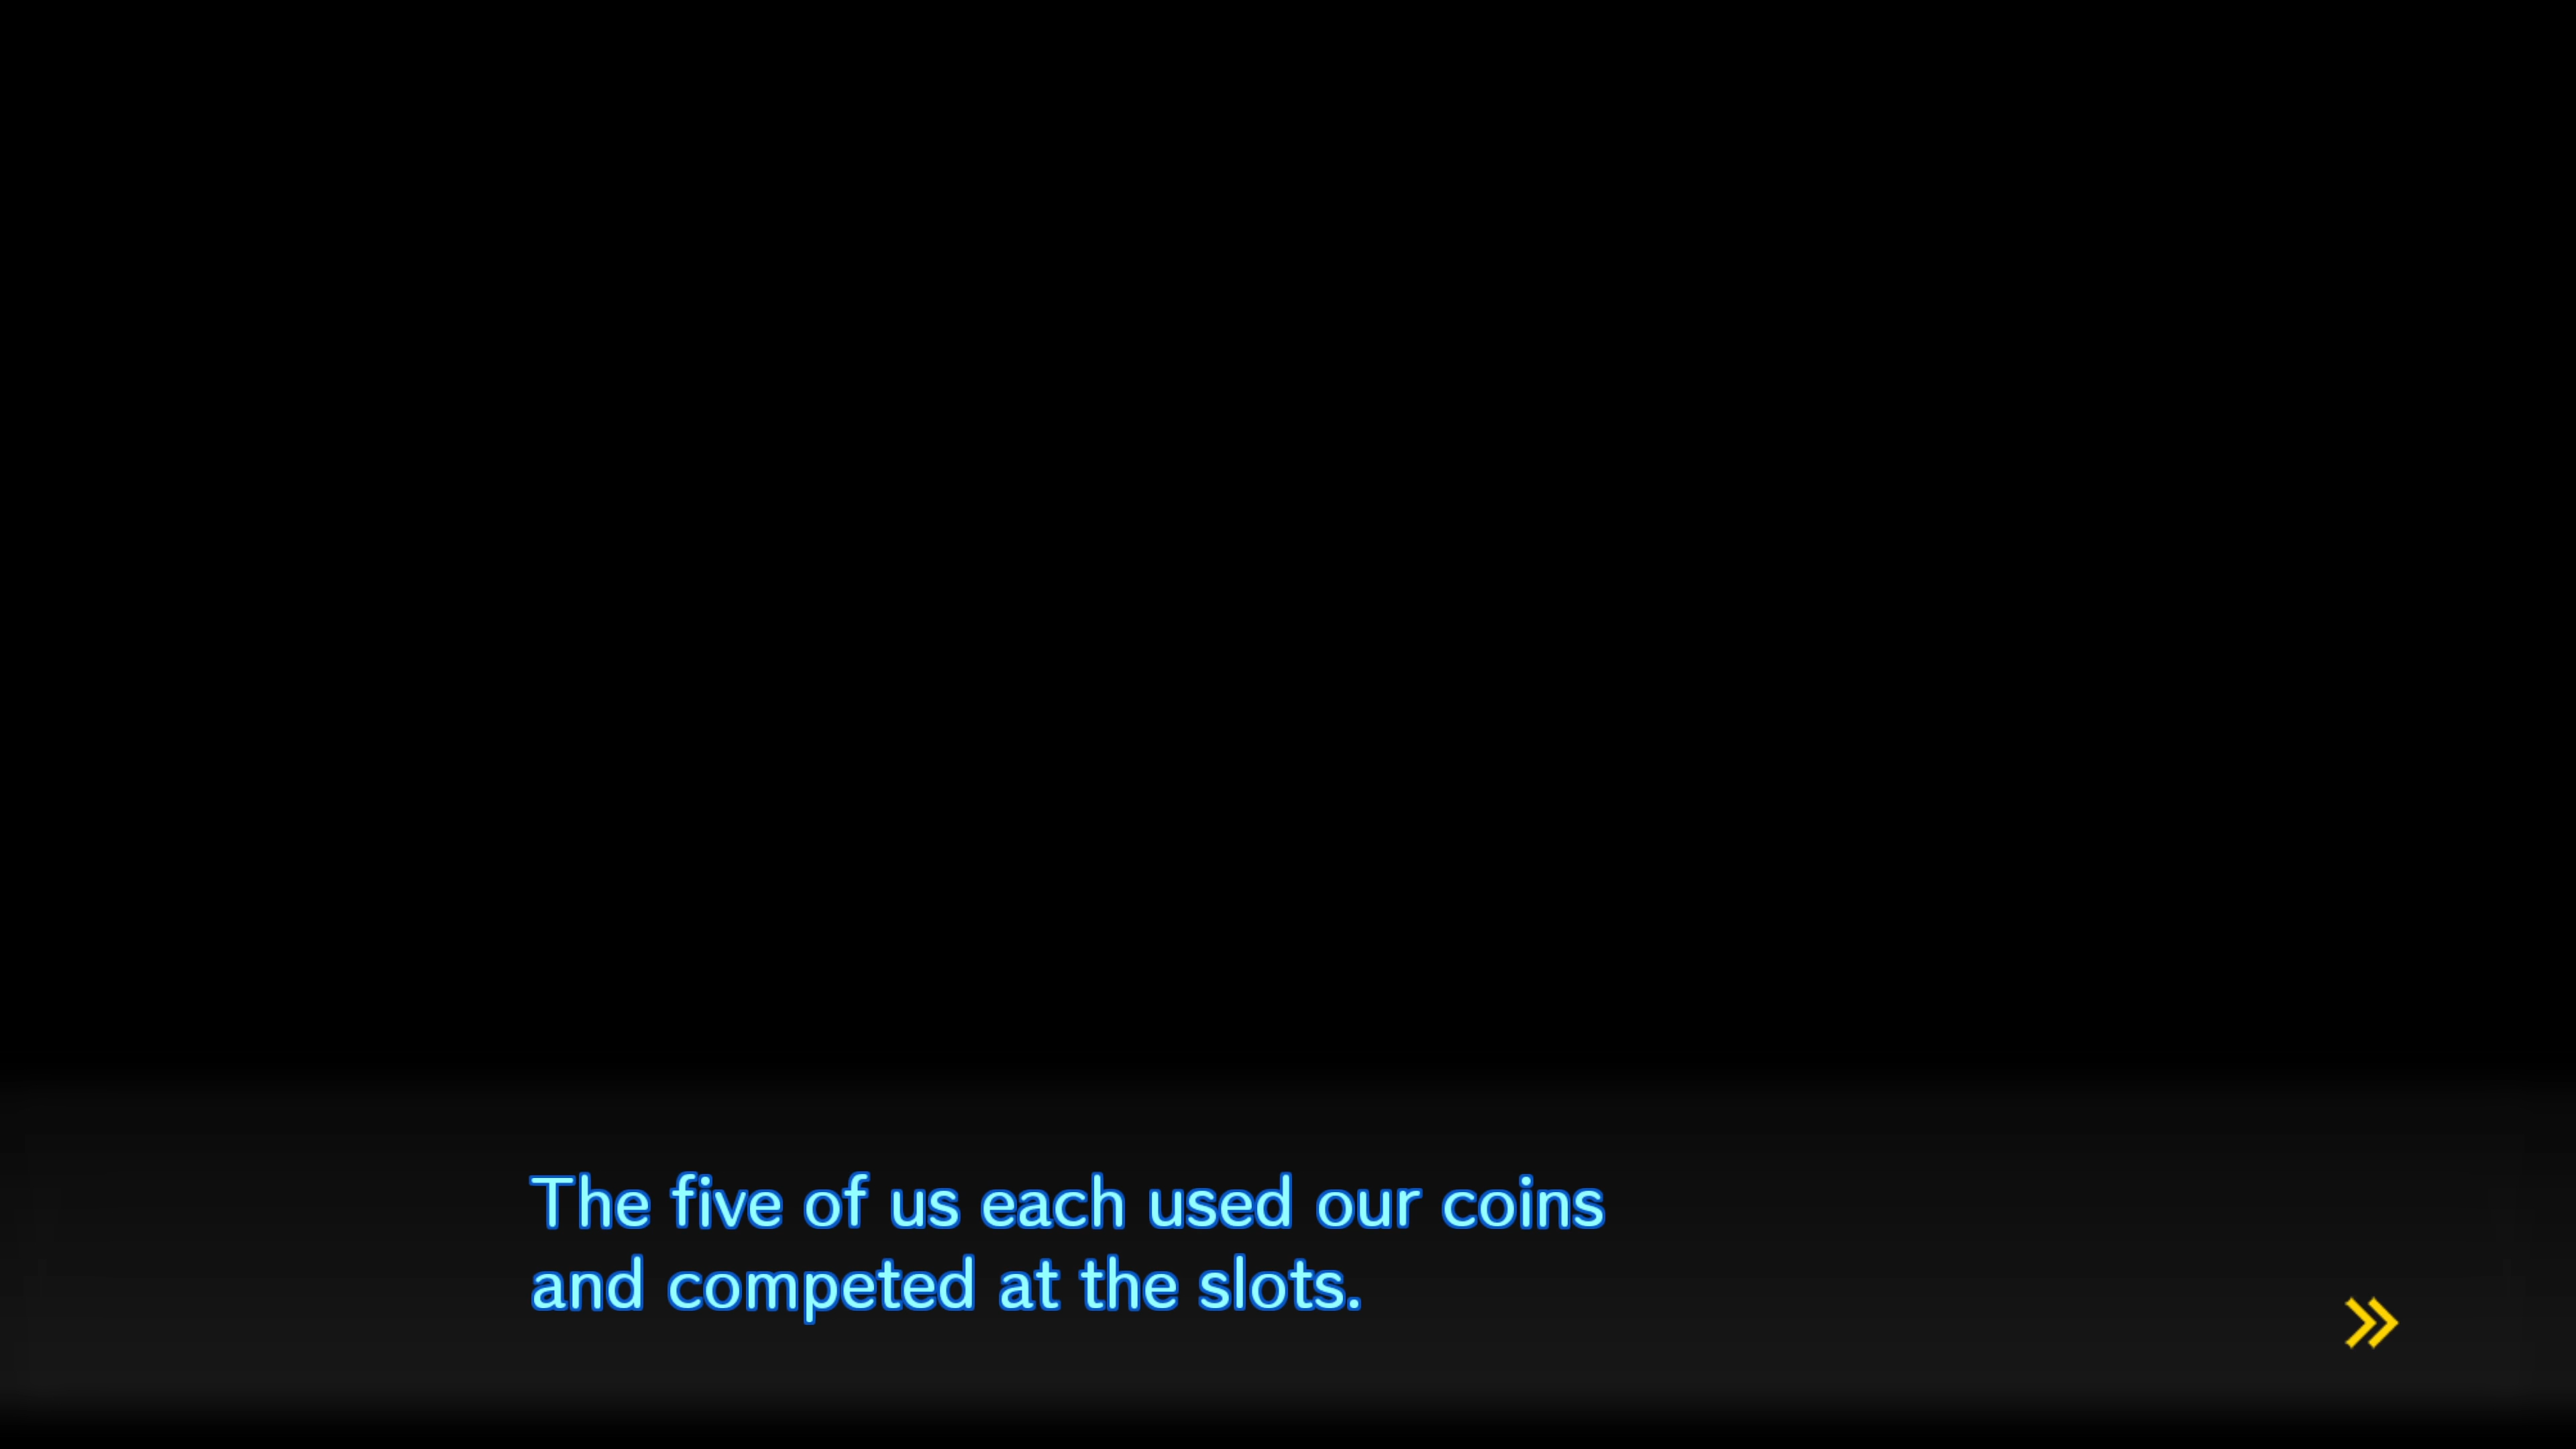 The five of us each used our coins
and competed at the slots.